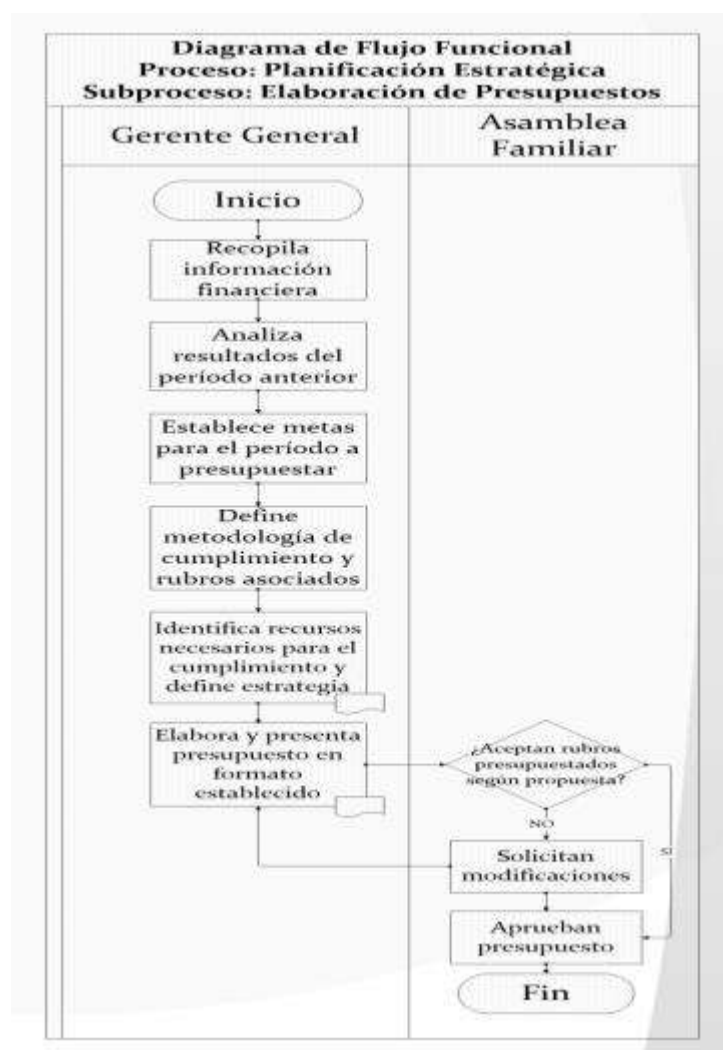 Diagrama de Flujo Funcional
Proceso: Planificación Estratégica
Subproceso: Elaboración de Presupuestos
Gerente General
Asamblea
Familiar
Inicio
Recopila
información
financiera
Analiza
resultados del
período anterior
Establece metas
para el período a
presupuestar
Define
metodología de
cumplimiento y
rubros asociados
Identifica recursos
necesarios para el
cumplimiento y
define estrategia
Elabora y presenta
presupuesto en
formato
establecido
¿Aceptan rubros
presupuestados
según propuesta?
NO
SI
Solicitan
modificaciones
Aprueban
presupuesto
Fin